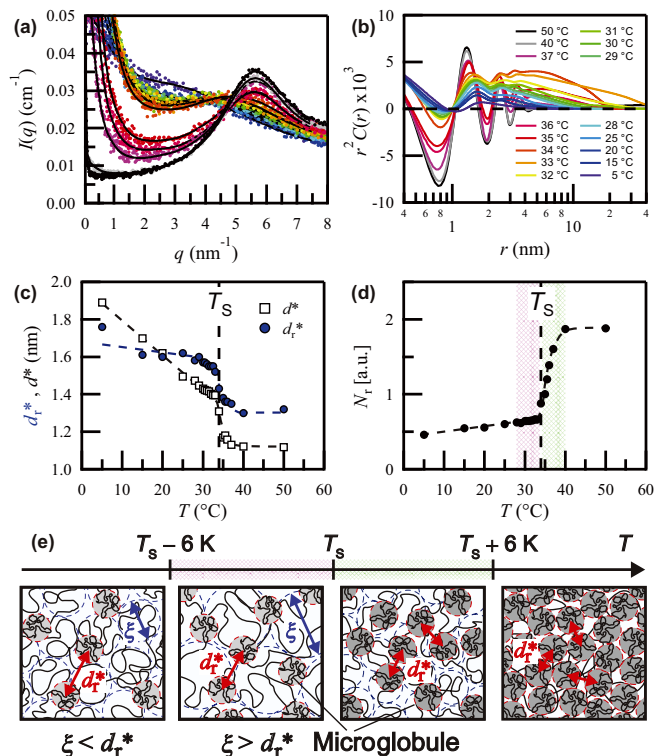 (a)
0.05
0.04
0.03
0.02
0.01
0.00
I(q) (cm⁻¹)
0 1 2 3 4 5 6 7 8
q (nm⁻¹)
(b)
10
5
0
-5
-10
r² C(r) x10³
50 °C 31 °C
40 °C 30 °C
37 °C 29 °C
36 °C 28 °C
35 °C 25 °C
34 °C 20 °C
33 °C 15 °C
32 °C 5 °C
4 6 8 1 2 4 6 8 10 2 4
r (nm)
(c)
2.0
1.8
1.6
1.4
1.2
1.0
dᵣ*, d* (nm)
Tₛ
d*
dᵣ*
0 10 20 30 40 50 60
T (°C)
(d)
2
1
0
Nᵣ [a.u.]
Tₛ
0 10 20 30 40 50 60
T (°C)
(e)
Tₛ – 6 K Tₛ Tₛ + 6 K T
ξ ξ
dᵣ* dᵣ* dᵣ* dᵣ*
ξ < dᵣ* ξ > dᵣ* Microglobule